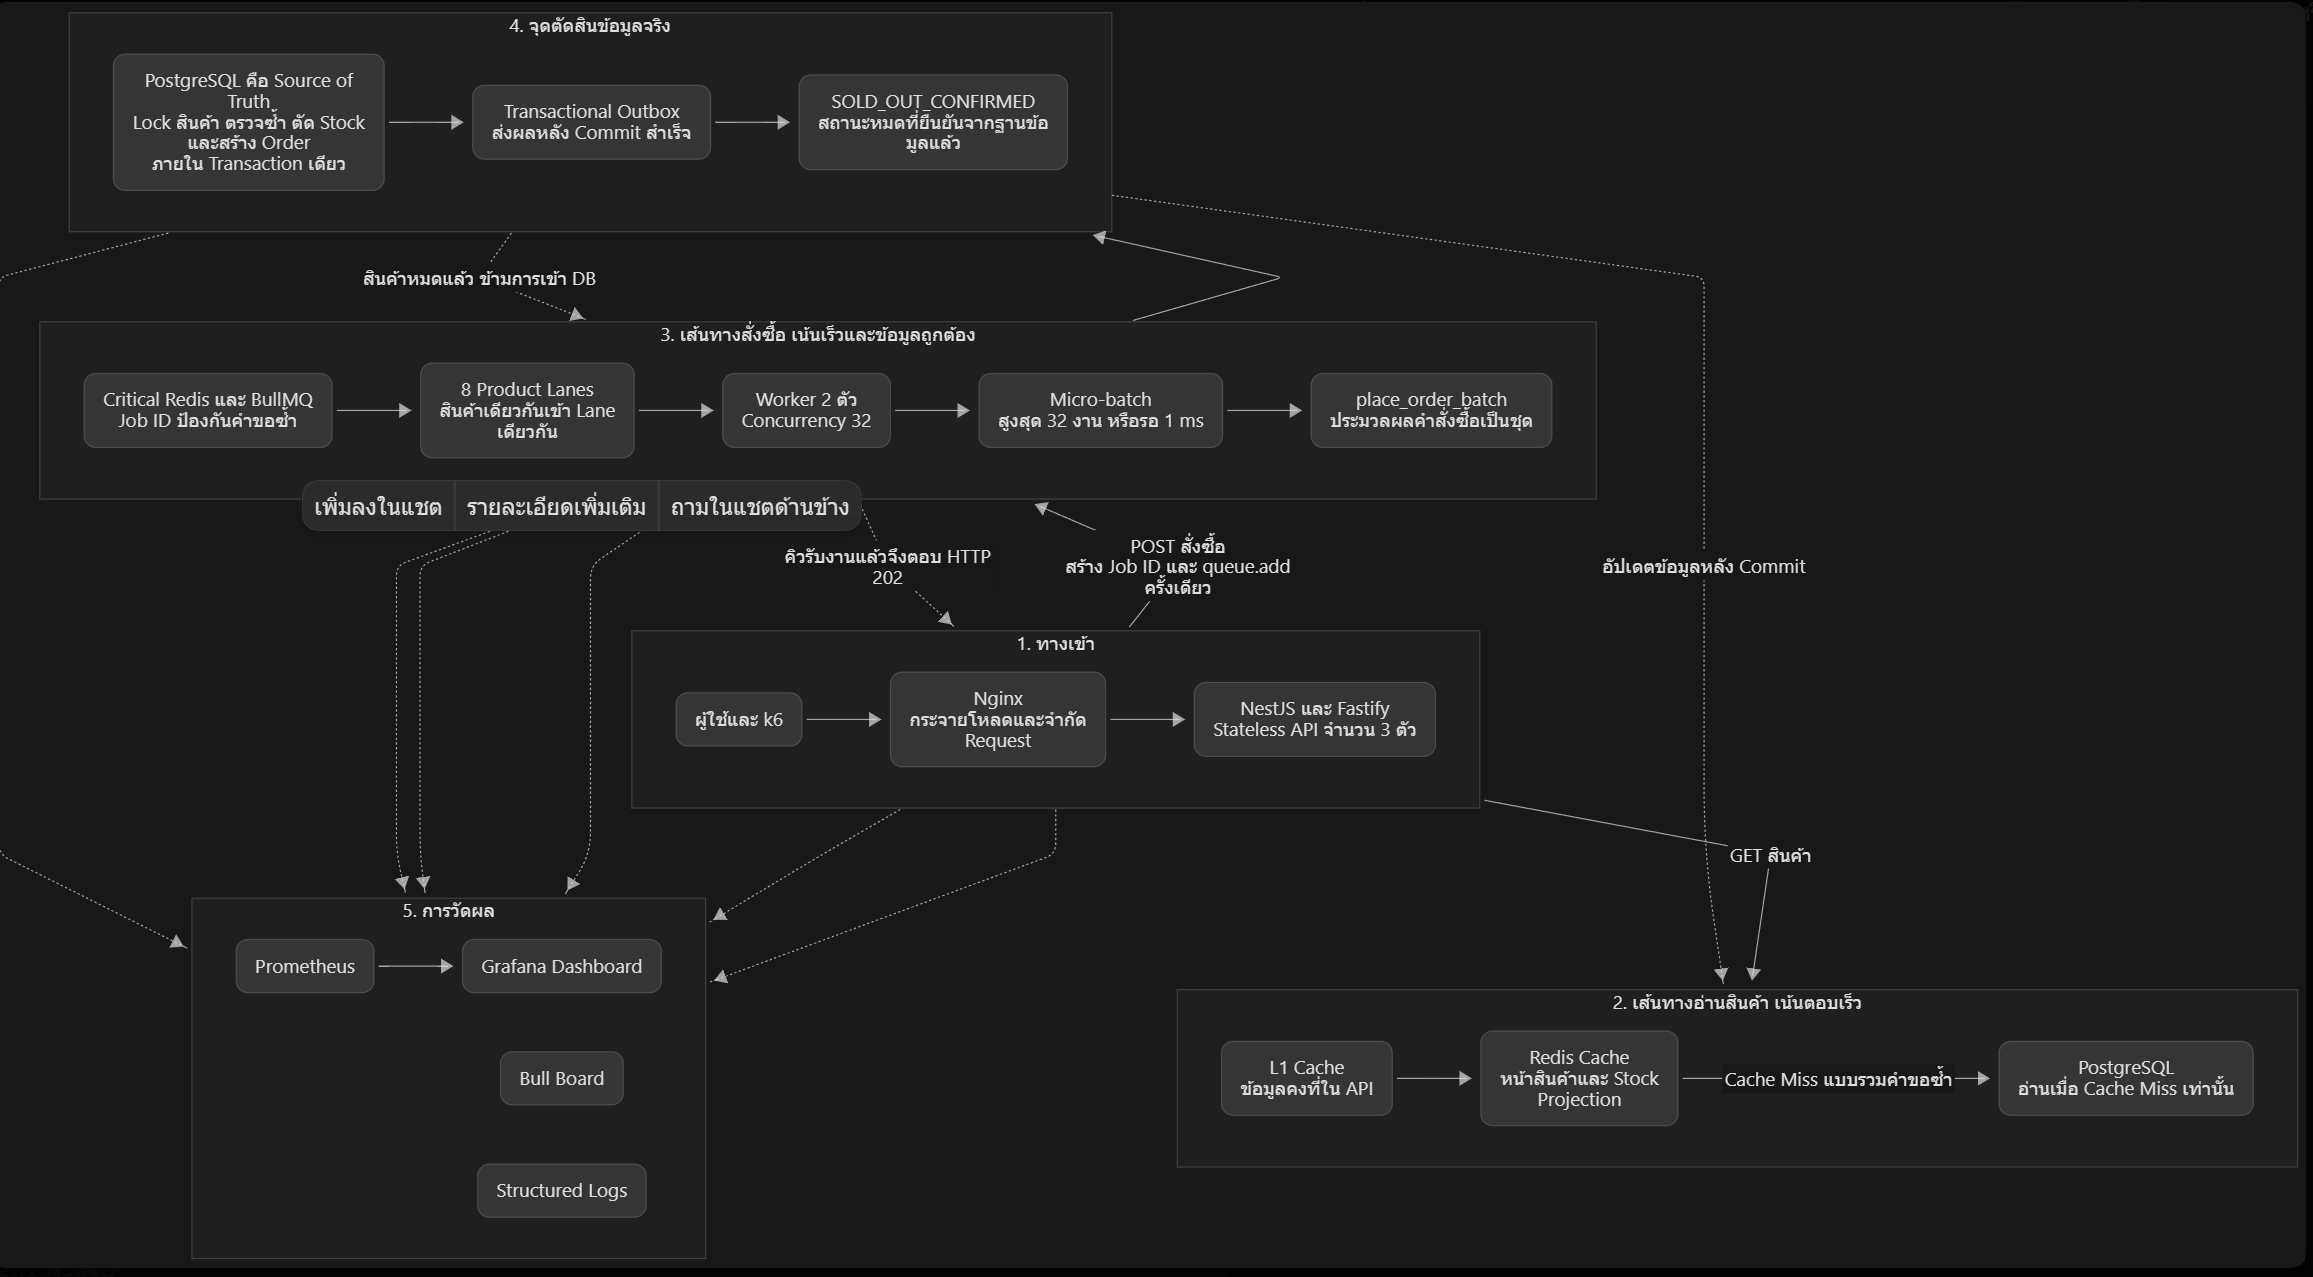 4. จุดตัดสินข้อมูลจริง
PostgreSQL คือ Source of
Truth
Lock สินค้า ตรวจซ้ำ ตัด Stock
และสร้าง Order
ภายใน Transaction เดียว
Transactional Outbox
ส่งผลหลัง Commit สำเร็จ
SOLD_OUT_CONFIRMED
สถานะหมดที่ยืนยันจากฐานข้อ
มูลแล้ว
สินค้าหมดแล้ว ข้ามการเข้า DB
3. เส้นทางสั่งซื้อ เน้นเร็วและข้อมูลถูกต้อง
Critical Redis และ BullMQ
Job ID ป้องกันคำขอซ้ำ
8 Product Lanes
สินค้าเดียวกันเข้า Lane
เดียวกัน
Worker 2 ตัว
Concurrency 32
Micro-batch
สูงสุด 32 งาน หรือรอ 1 ms
place_order_batch
ประมวลผลคำสั่งซื้อเป็นชุด
เพิ่มลงในแชต
รายละเอียดเพิ่มเติม
ถามในแชตด้านข้าง
คิวรับงานแล้วจึงตอบ HTTP
202
POST สั่งซื้อ
สร้าง Job ID และ queue.add
ครั้งเดียว
อัปเดตข้อมูลหลัง Commit
1. ทางเข้า
ผู้ใช้และ k6
Nginx
กระจายโหลดและจำกัด
Request
NestJS และ Fastify
Stateless API จำนวน 3 ตัว
GET สินค้า
5. การวัดผล
Prometheus
Grafana Dashboard
Bull Board
Structured Logs
2. เส้นทางอ่านสินค้า เน้นตอบเร็ว
L1 Cache
ข้อมูลคงที่ใน API
Redis Cache
หน้าสินค้าและ Stock
Projection
Cache Miss แบบรวมคำขอซ้ำ
PostgreSQL
อ่านเมื่อ Cache Miss เท่านั้น